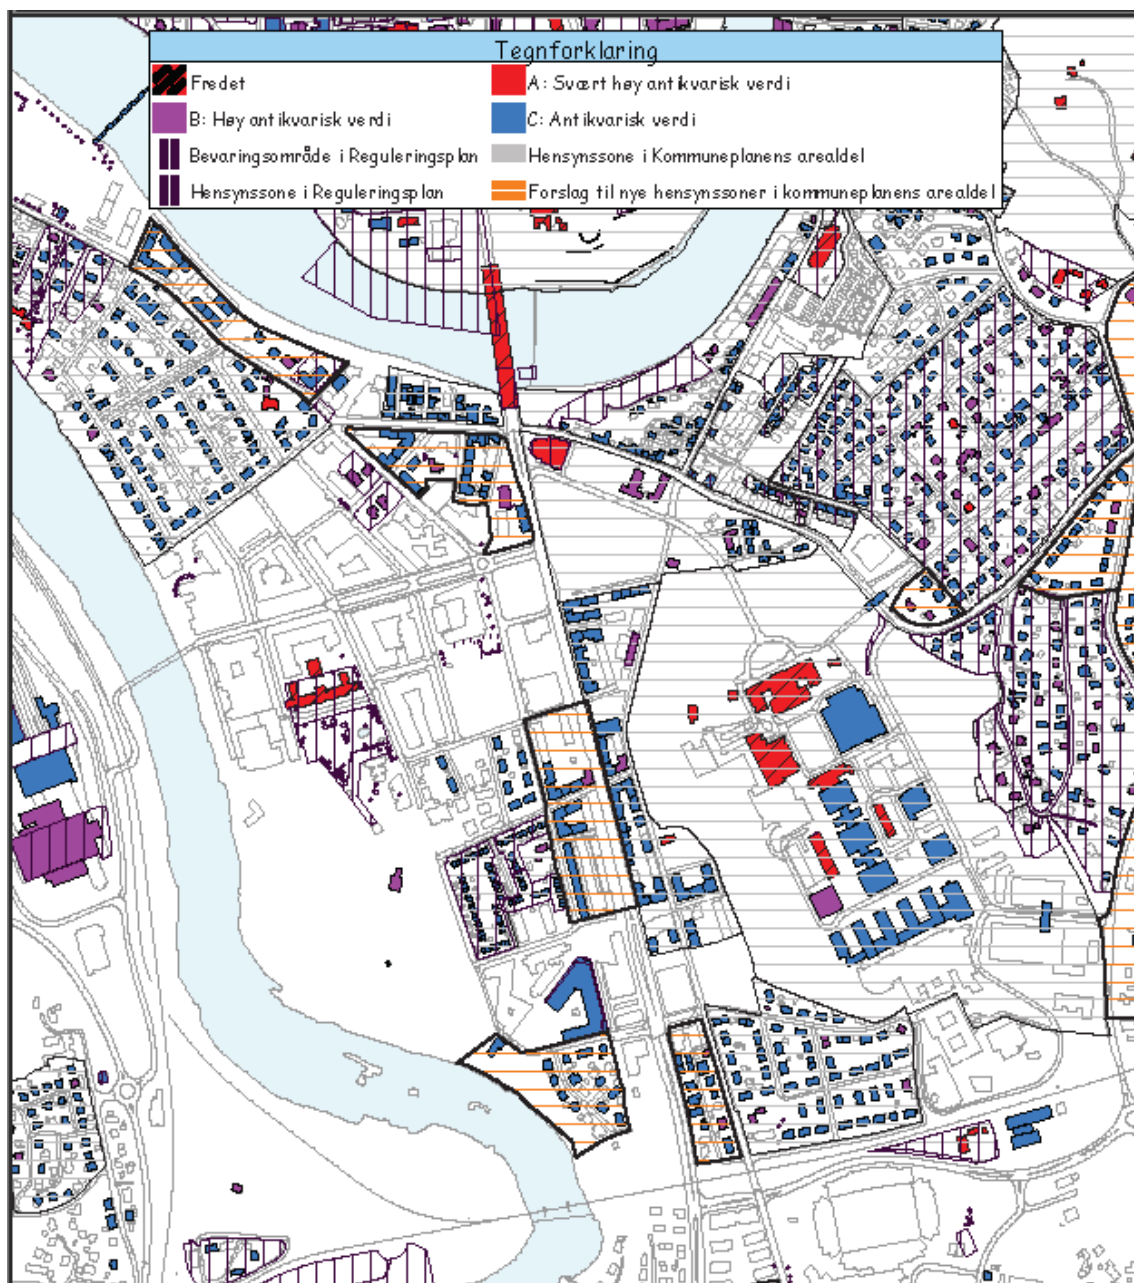 Tegnforklaring
Fredet
A: Svært høy antikvarisk verdi
B: Høy antikvarisk verdi
C: Antikvarisk verdi
Bevaringsområde i Reguleringsplan
Hensynssone i Kommuneplanens arealdel
Hensynssone i Reguleringsplan
Forslag til nye hensynssoner i kommuneplanens arealdel